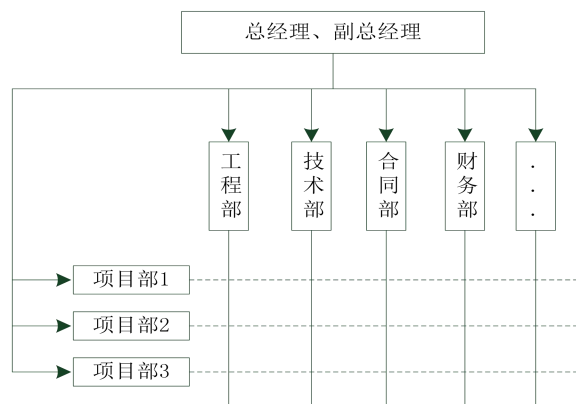 总经理、副总经理
工程部
技术部
合同部
财务部
...
项目部1
项目部2
项目部3